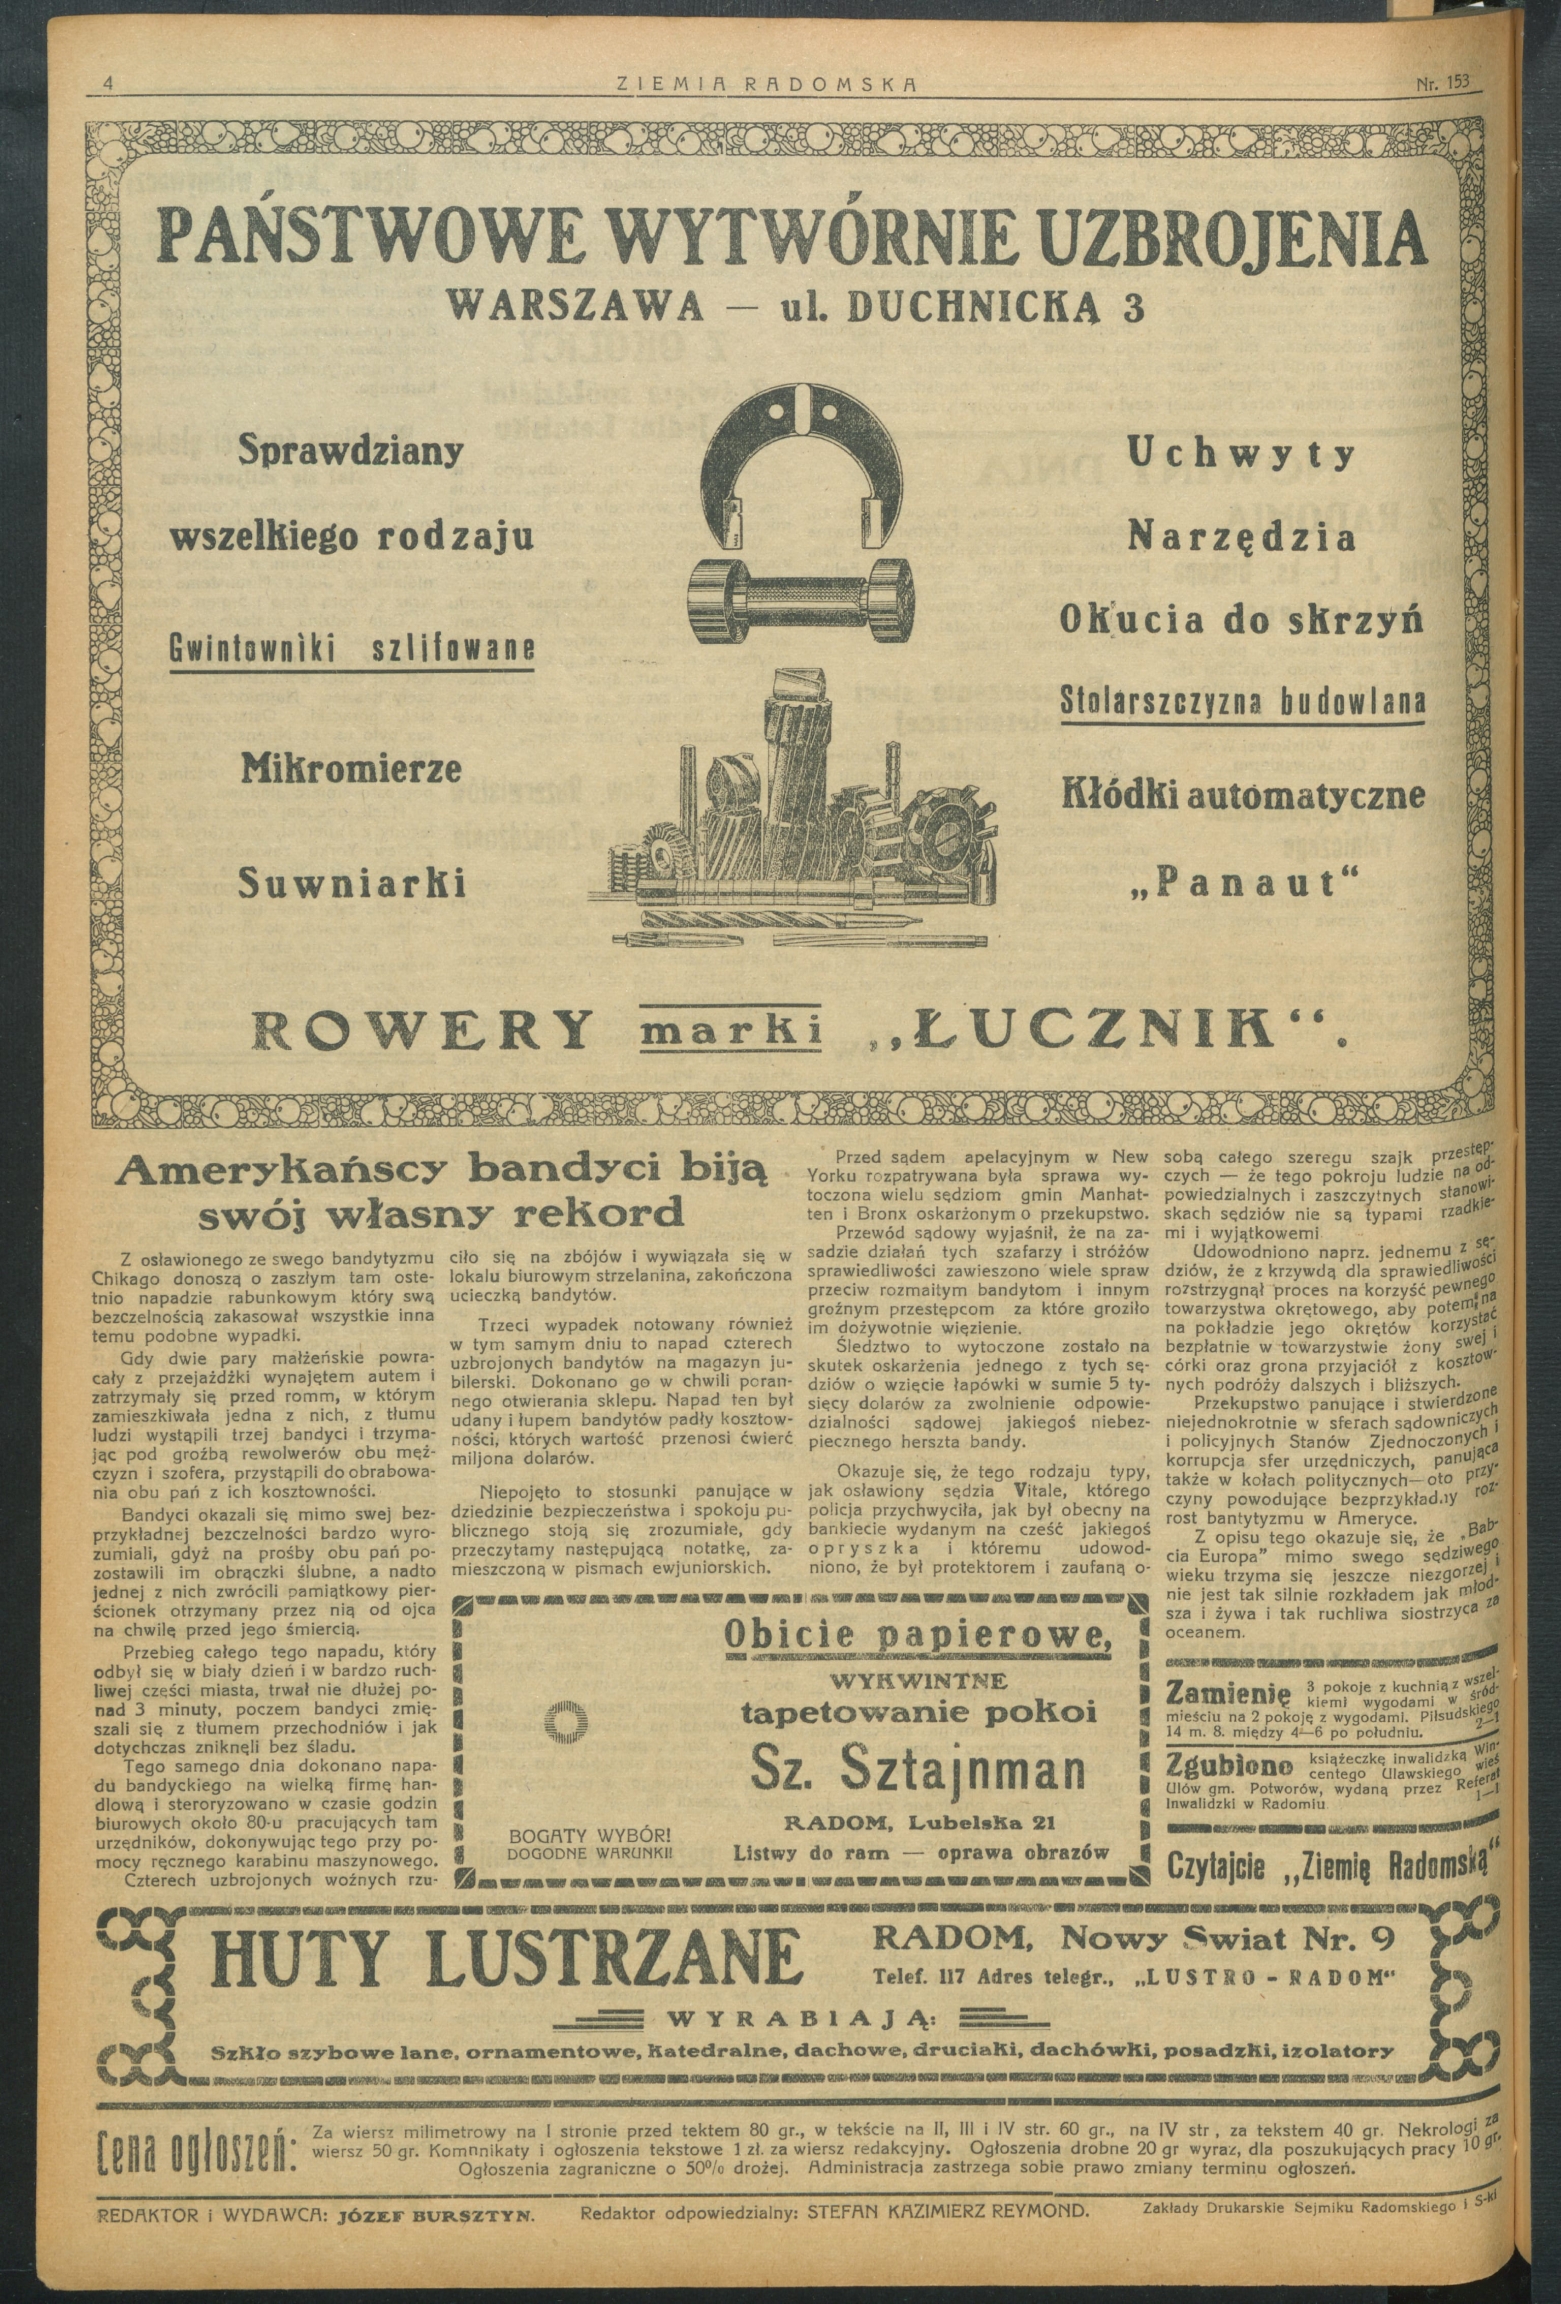 4
ZIEMIA RADOMSKA
Nr. 153
PAŃSTWOWE WYTWÓRNIE UZBROJENIA
WARSZAWA — ul. DUCHNICKA 3
Sprawdziany
wszelkiego rodzaju
Gwintowniki szlifowane
Mikromierze
Suwniarki
Uchwyty
Narzędzia
Okucia do skrzyń
Stolarszczyzna budowlana
Kłódki automatyczne
„Panaut“
ROWERY marki „ŁUCZNIK“.
Amerykańscy bandyci biją
swój własny rekord
Z osławionego ze swego bandytyzmu
Chikago donoszą o zaszłym tam oste-
tnio napadzie rabunkowym który swą
bezczelnością zakasował wszystkie inna
temu podobne wypadki.
Gdy dwie pary małżeńskie powra-
cały z przejażdżki wynajętem autem i
zatrzymały się przed romm, w którym
zamieszkiwała jedna z nich, z tłumu
ludzi wystąpili trzej bandyci i trzyma-
jąc pod groźbą rewolwerów obu męż-
czyzn i szofera, przystąpili do obrabowa-
nia obu pań z ich kosztowności.
Bandyci okazali się mimo swej bez-
przykładnej bezczelności bardzo wyro-
zumiali, gdyż na prośby obu pań po-
zostawili im obrączki ślubne, a nadto
jednej z nich zwrócili pamiątkowy pier-
ścionek otrzymany przez nią od ojca
na chwilę przed jego śmiercią.
Przebieg całego tego napadu, który
odbył się w biały dzień i w bardzo ruch-
liwej części miasta, trwał nie dłużej po-
nad 3 minuty, poczem bandyci zmię-
szali się z tłumem przechodniów i jak
dotychczas zniknęli bez śladu.
Tego samego dnia dokonano napa-
du bandyckiego na wielką firmę han-
dlową i steroryzowano w czasie godzin
biurowych około 80-u pracujących tam
urzędników, dokonywując tego przy po-
mocy ręcznego karabinu maszynowego.
Czterech uzbrojonych woźnych rzu-
ciło się na zbójów i wywiązała się w
lokalu biurowym strzelanina, zakończona
ucieczką bandytów.
Trzeci wypadek notowany również
w tym samym dniu to napad czterech
uzbrojonych bandytów na magazyn ju-
bilerski. Dokonano go w chwili poran-
nego otwierania sklepu. Napad ten był
udany i łupem bandytów padły kosztow-
ności, których wartość przenosi ćwierć
miljona dolarów.
Niepojęto to stosunki panujące w
dziedzinie bezpieczeństwa i spokoju pu-
blicznego stoją się zrozumiałe, gdy
przeczytamy następującą notatkę, za-
mieszczoną w pismach ewjuniorskich.
Przed sądem apelacyjnym w New
Yorku rozpatrywana była sprawa wy-
toczona wielu sędziom gmin Manhat-
ten i Bronx oskarżonym o przekupstwo.
Przewód sądowy wyjaśnił, że na za-
sadzie działań tych szafarzy i stróżów
sprawiedliwości zawieszono wiele spraw
przeciw rozmaitym bandytom i innym
groźnym przestępcom za które groziło
im dożywotnie więzienie.
Śledztwo to wytoczone zostało na
skutek oskarżenia jednego z tych sę-
dziów o wzięcie łapówki w sumie 5 ty-
sięcy dolarów za zwolnienie odpowie-
dzialności sądowej jakiegoś niebez-
piecznego herszta bandy.
Okazuje się, że tego rodzaju typy,
jak osławiony sędzia Vitale, którego
policja przychwyciła, jak był obecny na
bankiecie wydanym na cześć jakiegoś
opryszka i któremu udowod-
niono, że był protektorem i zaufaną o-
sobą całego szeregu szajk przestęp-
czych — że tego pokroju ludzie na od-
powiedzialnych i zaszczytnych stanowi-
skach sędziów nie są typami rzadkie-
mi i wyjątkowemi
Udowodniono naprz. jednemu z sę-
dziów, że z krzywdą dla sprawiedliwości
rozstrzygnął proces na korzyść pewnego
towarzystwa okrętowego, aby potem na
na pokładzie jego okrętów korzystać
bezpłatnie w towarzystwie żony swej i
córki oraz grona przyjaciół z kosztow-
nych podróży dalszych i bliższych.
Przekupstwo panujące i stwierdzone
niejednokrotnie w sferach sądowniczych
i policyjnych Stanów Zjednoczonych i
korrupcja sfer urzędniczych, panująca
także w kołach politycznych—oto przy-
czyny powodujące bezprzykładny roz-
rost bantytyzmu w Ameryce.
Z opisu tego okazuje się, że „Bab-
cia Europa” mimo swego sędziwego
wieku trzyma się jeszcze niezgorzej i
nie jest tak silnie rozkładem jak młod-
sza i żywa i tak ruchliwa siostrzyca za
oceanem.
Obicie papierowe,
WYKWINTNE
tapetowanie pokoi
Sz. Sztajnman
RADOM, Lubelska 21
Listwy do ram — oprawa obrazów
BOGATY WYBÓR!
DOGODNE WARUNKI!
Zamienię 3 pokoje z kuchnią z wszel-
kiemi wygodami w śród-
mieściu na 2 pokoję z wygodami. Piłsudskiego
14 m. 8. między 4—6 po południu. 2—1
Zgubiono książeczkę inwalidzką Win-
centego Ulawskiego wieś
Ulów gm. Potworów, wydaną przez Referat
Inwalidzki w Radomiu 1—1
Czytajcie „Ziemię Radomską“
HUTY LUSTRZANE
RADOM, Nowy Swiat Nr. 9
Telef. 117 Adres telegr., „LUSTRO - RADOM“
WYRABIAJĄ:
Szkło szybowe lane, ornamentowe, katedralne, dachowe, druciaki, dachówki, posadzki, izolatory
Cena ogłoszeń:
Za wiersz milimetrowy na I stronie przed tektem 80 gr., w tekście na II, III i IV str. 60 gr., na IV str, za tekstem 40 gr. Nekrologi za
wiersz 50 gr. Komnnikaty i ogłoszenia tekstowe 1 zł. za wiersz redakcyjny. Ogłoszenia drobne 20 gr wyraz, dla poszukujących pracy 10 gr.
Ogłoszenia zagraniczne o 50% drożej. Administracja zastrzega sobie prawo zmiany terminu ogłoszeń.
REDAKTOR i WYDAWCA: JÓZEF BURSZTYN.
Redaktor odpowiedzialny: STEFAN KAZIMIERZ REYMOND.
Zakłady Drukarskie Sejmiku Radomskiego i S-ki